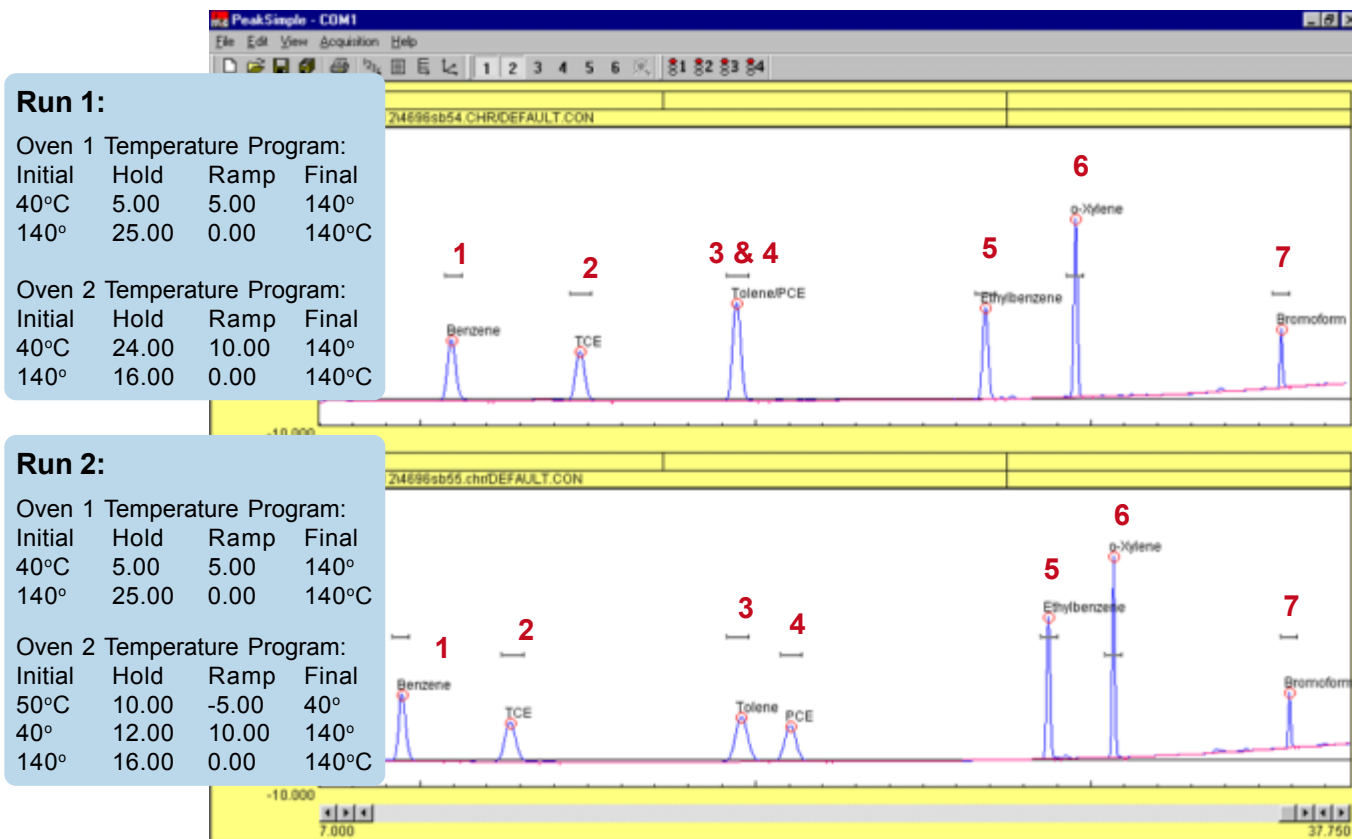 PeakSimple - COM1
File Edit View Acquisition Help
1 2 3 4 5 6 1 2 3 4
Run 1:
Oven 1 Temperature Program:
Initial Hold Ramp Final
40°C 5.00 5.00 140°
140° 25.00 0.00 140°C
Oven 2 Temperature Program:
Initial Hold Ramp Final
40°C 24.00 10.00 140°
140° 16.00 0.00 140°C
2\4696sb54.CHR/DEFAULT.CON
1
2
3 & 4
5
6
7
Benzene
TCE
Tolene/PCE
Ethylbenzene
o-Xylene
Bromoform
-10.000
Run 2:
Oven 1 Temperature Program:
Initial Hold Ramp Final
40°C 5.00 5.00 140°
140° 25.00 0.00 140°C
Oven 2 Temperature Program:
Initial Hold Ramp Final
50°C 10.00 -5.00 40°
40° 12.00 10.00 140°
140° 16.00 0.00 140°C
2\4696sb55.chr/DEFAULT.CON
1
2
3
4
5
6
7
Benzene
TCE
Tolene
PCE
Ethylbenzene
o-Xylene
Bromoform
-10.000
7.000 37.750